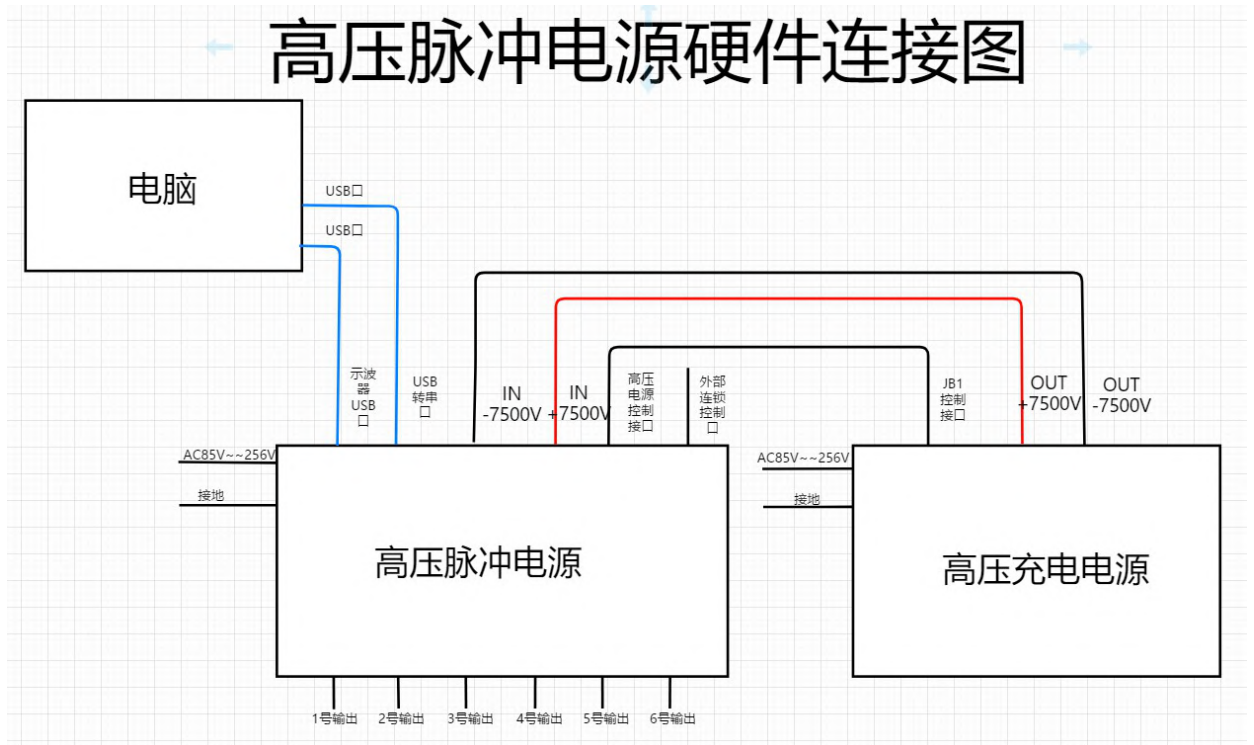 高压脉冲电源硬件连接图
电脑
USB口
USB口
示波
器
USB
口
USB
转串
口
IN
-7500V
IN
+7500V
高压
电源
控制
接口
外部
连锁
控制
口
JB1
控制
接口
OUT
+7500V
OUT
-7500V
AC85V~~256V
接地
AC85V~~256V
接地
高压脉冲电源
高压充电电源
1号输出
2号输出
3号输出
4号输出
5号输出
6号输出